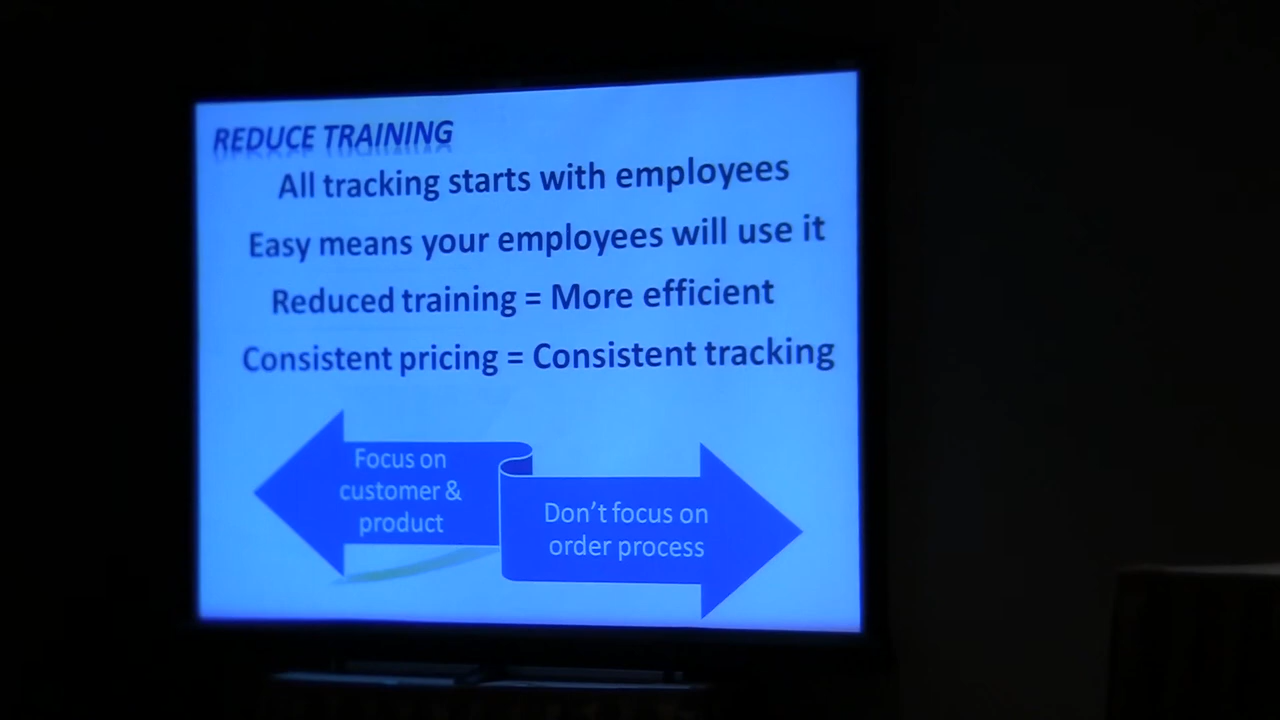 REDUCE TRAINING
All tracking starts with employees
Easy means your employees will use it
Reduced training = More efficient
Consistent pricing = Consistent tracking
Focus on
customer &
product
Don't focus on
order process